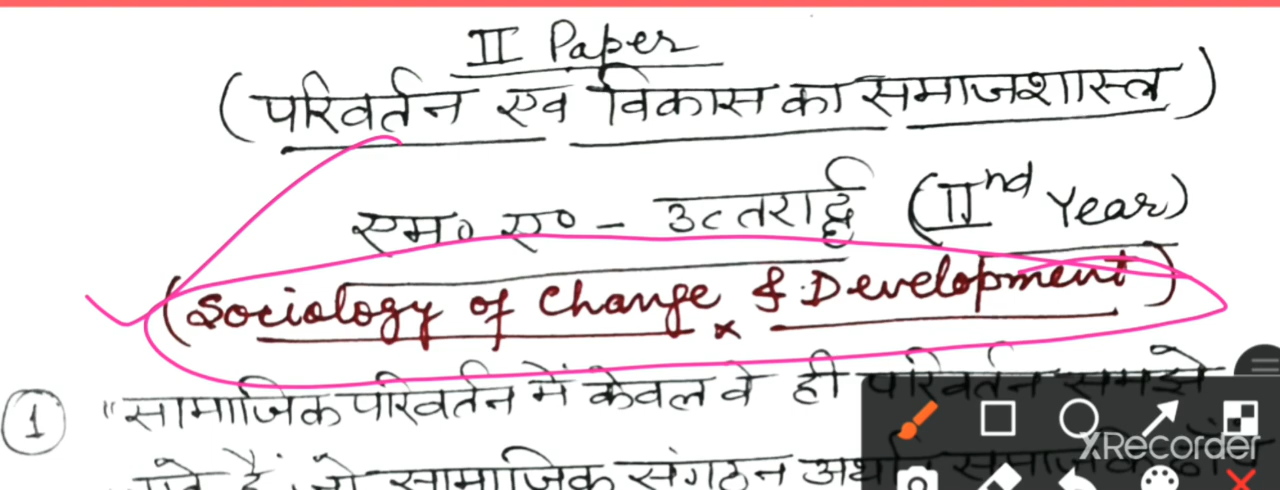 II Paper
(परिवर्तन एव विकास का समाजशास्त्र)
एम० ए० - उत्तरार्द्ध (IInd Year)
(Sociology of Change & Development)
1 "सामाजिक परिवर्तन में केवल वे ही परिवर्तन समझे
जाते हैं, जो सामाजिक संगठन अर्थात
XRecorder